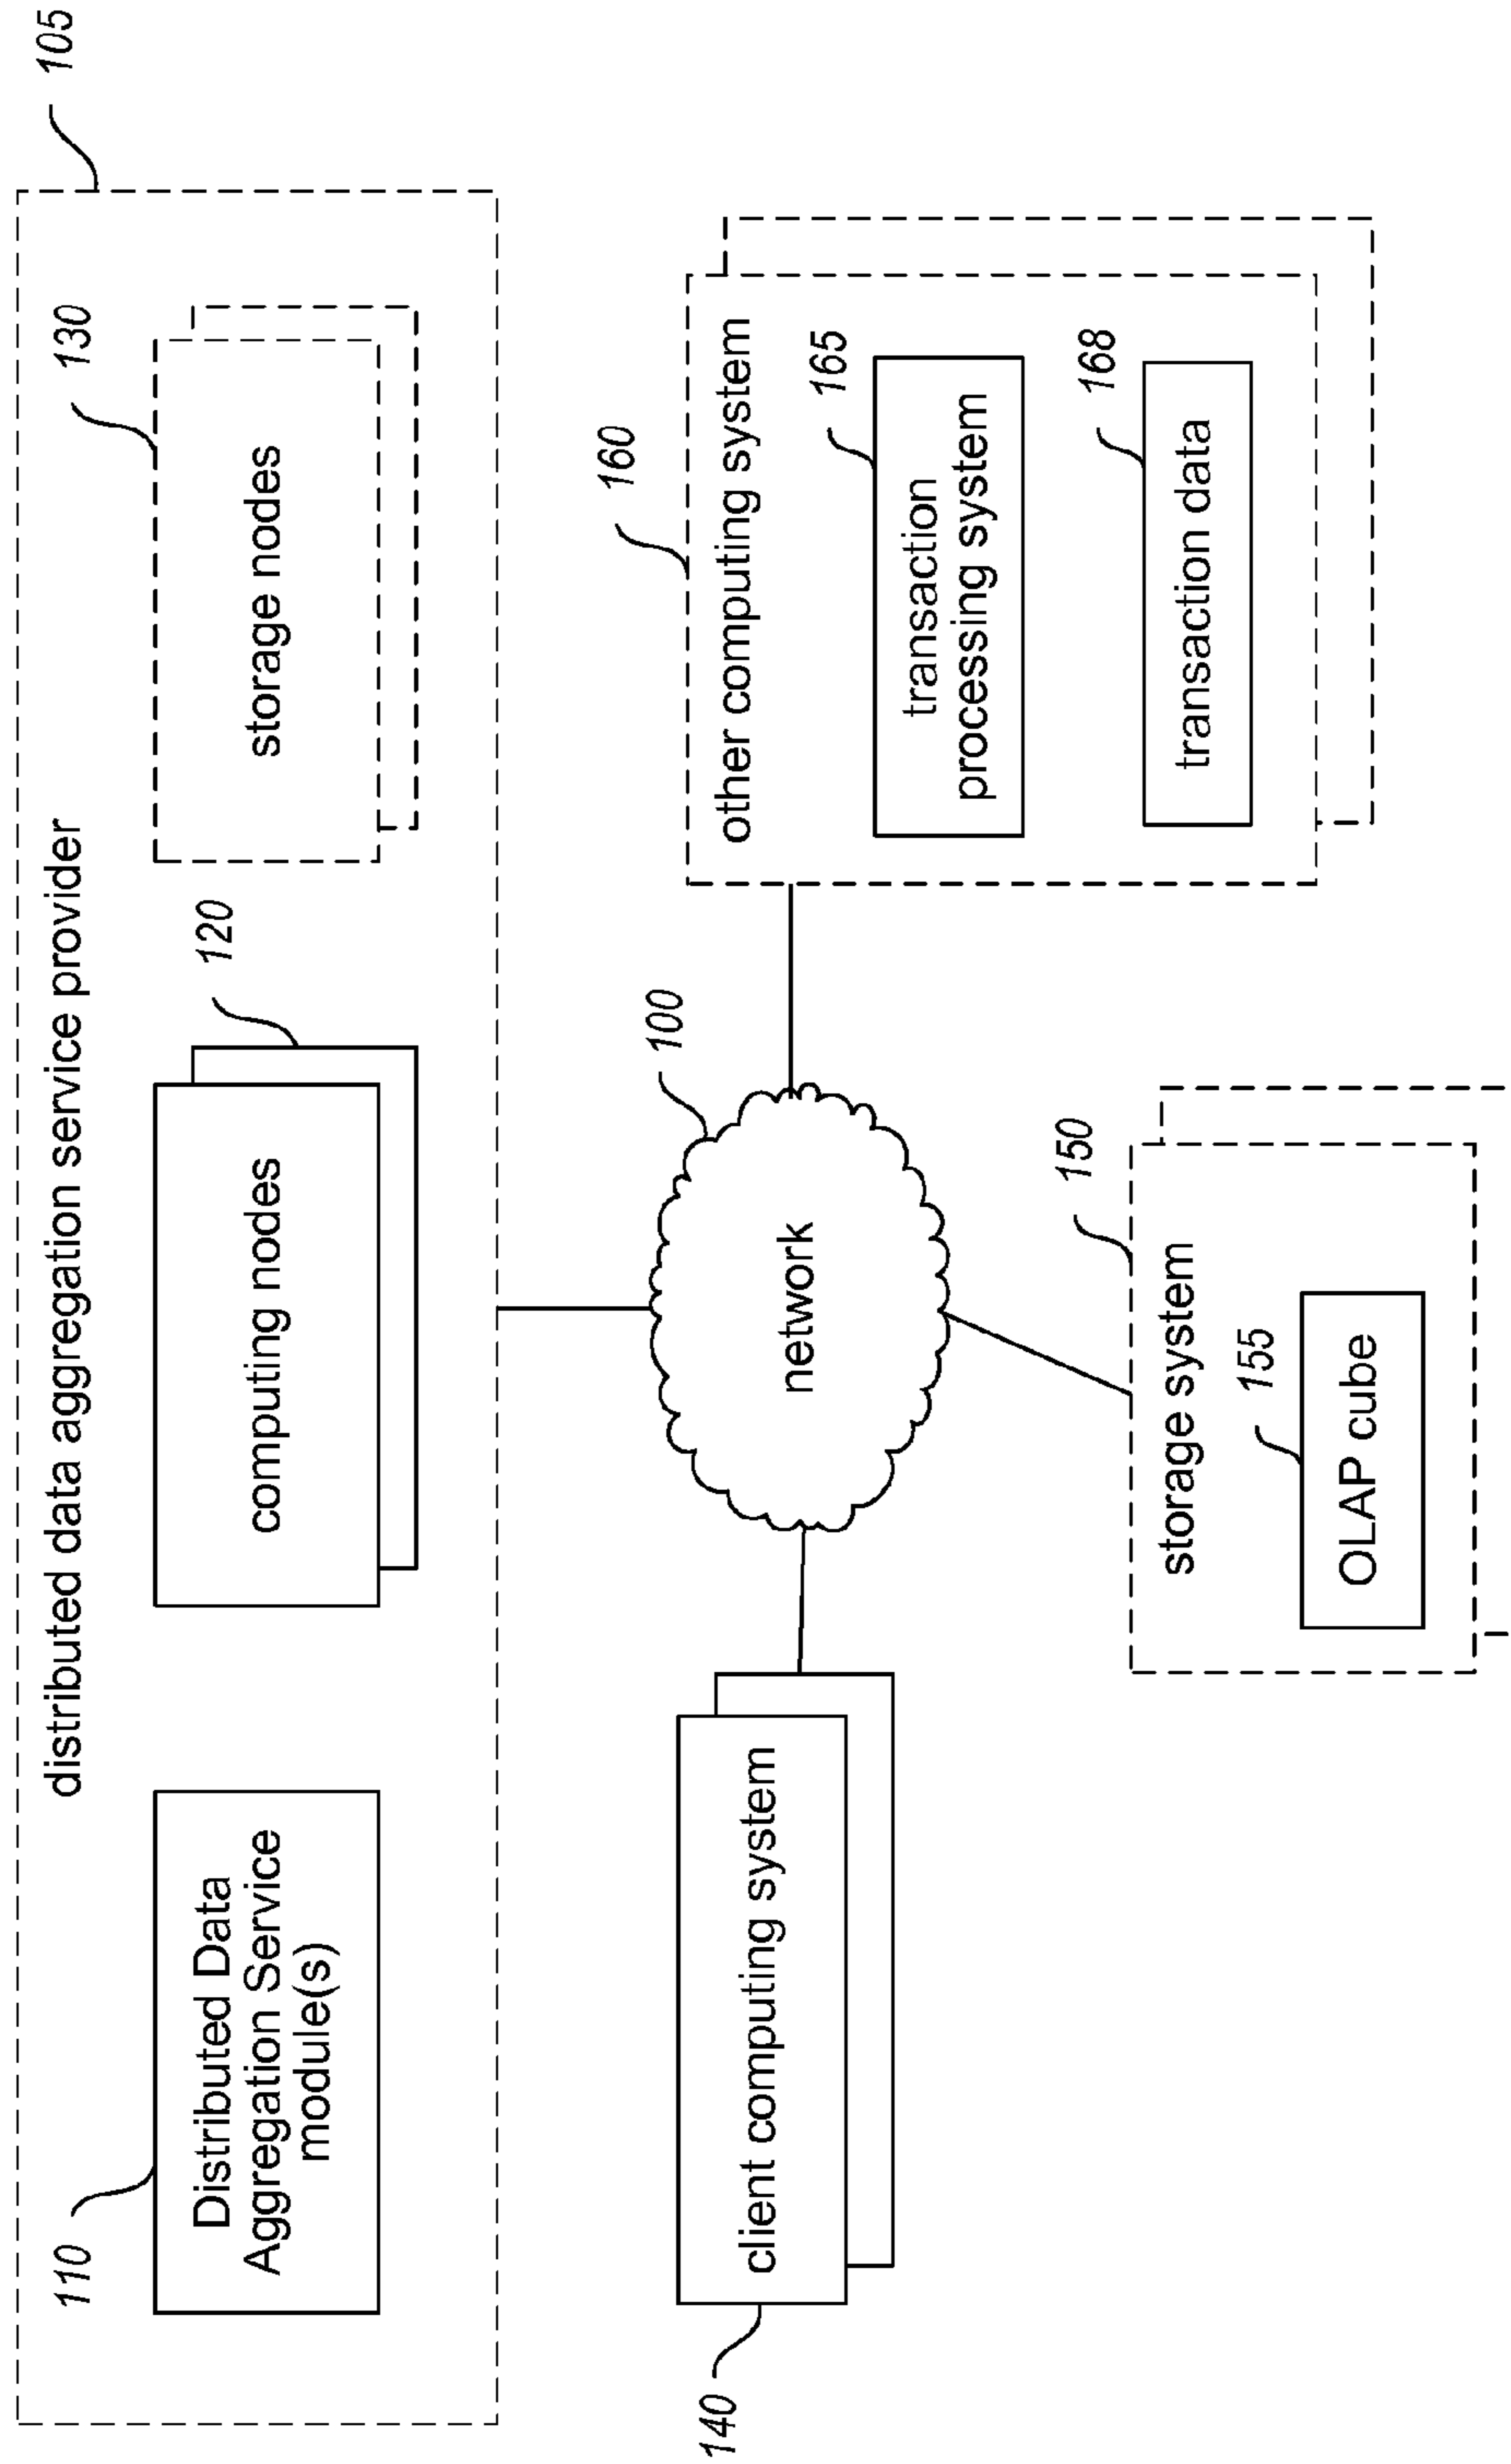 105
distributed data aggregation service provider
110
Distributed Data
Aggregation Service
module(s)
computing nodes
120
130
storage nodes
140
client computing system
100
network
160
other computing system
165
transaction
processing system
168
transaction data
150
storage system
155
OLAP cube